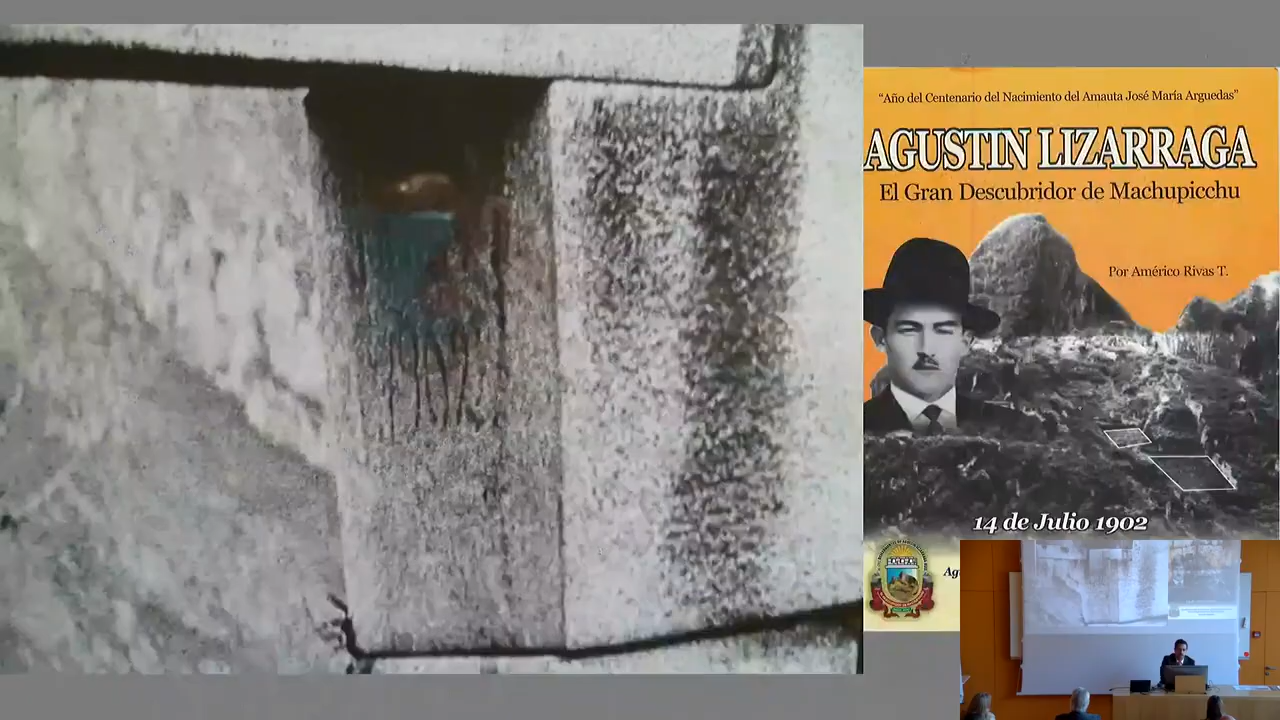 "Año del Centenario del Nacimiento del Amauta José María Arguedas"
AGUSTIN LIZARRAGA
El Gran Descubridor de Machupicchu
Por Américo Rivas T.
14 de Julio 1902